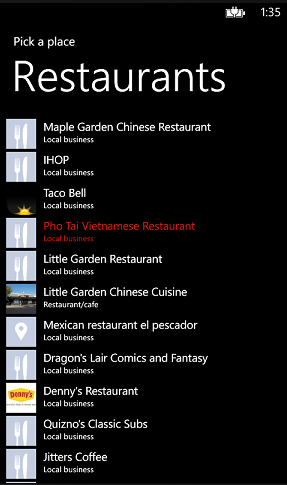 1:35
Pick a place
Restaurants
Maple Garden Chinese Restaurant
Local business
IHOP
Local business
Taco Bell
Local business
Pho Tai Vietnamese Restaurant
Local business
Little Garden Restaurant
Local business
Little Garden Chinese Cuisine
Restaurant/cafe
Mexican restaurant el pescador
Local business
Dragon's Lair Comics and Fantasy
Local business
Denny's
Denny's Restaurant
Local business
Quizno's Classic Subs
Local business
Jitters Coffee
Local business